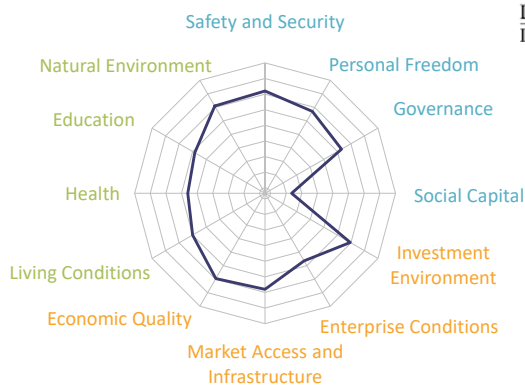 Safety and Security
Natural Environment
Personal Freedom
Education
Governance
Health
Social Capital
Living Conditions
Investment
Environment
Economic Quality
Enterprise Conditions
Market Access and
Infrastructure